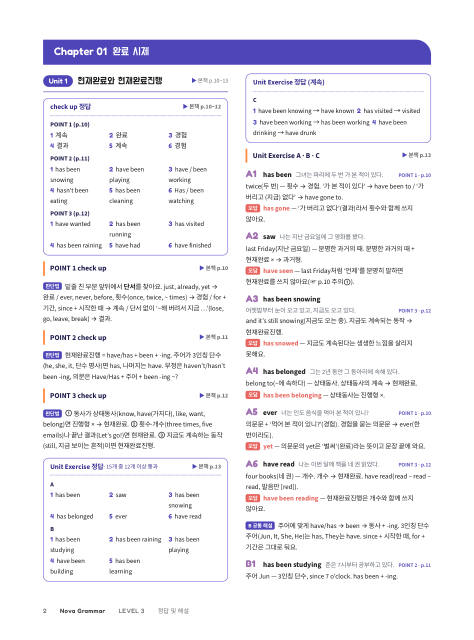 Chapter 01 완료 시제
Unit 1 현재완료와 현재완료진행 ▶ 본책 p.10~13
check up 정답 ▶ 본책 p.10~12
POINT 1 (p.10)
1 계속 2 완료 3 경험
4 결과 5 계속 6 경험
POINT 2 (p.11)
1 has been 2 have been 3 have / been
snowing playing working
4 hasn't been 5 has been 6 Has / been
eating cleaning watching
POINT 3 (p.12)
1 have wanted 2 has been 3 has visited
running
4 has been raining 5 have had 6 have finished
POINT 1 check up ▶ 본책 p.10
판단법 밑줄 친 부분 앞뒤에서 단서를 찾아라. just, already, yet →
완료 / ever, never, before, 횟수(once, twice, ~ times) → 경험 / for +
기간, since + 시작한 때 → 계속 / 단서 없이 '~해 버려서 지금 …'(lose,
go, leave, break) → 결과.
POINT 2 check up ▶ 본책 p.11
판단법 현재완료진행 = have/has + been + -ing. 주어가 3인칭 단수
(he, she, it, 단수 명사)면 has, 나머지는 have. 부정은 haven't/hasn't
been -ing, 의문은 Have/Has + 주어 + been -ing ~?
POINT 3 check up ▶ 본책 p.12
판단법 ① 동사가 상태동사(know, have(가지다), like, want,
belong)면 진행형 × → 현재완료. ② 횟수·개수(three times, five
emails)나 끝난 결과(Let's go!)면 현재완료. ③ 지금도 계속하는 동작
(still, 지금 보이는 흔적)이면 현재완료진행.
Unit Exercise 정답 · 15개 중 12개 이상 통과 ▶ 본책 p.13
A
1 has been 2 saw 3 has been
snowing
4 has belonged 5 ever 6 have read
B
1 has been 2 has been raining 3 has been
studying playing
4 have been 5 has been
building learning
Unit Exercise 정답 (계속)
C
1 have been knowing → have known 2 has visited → visited
3 have been working → has been working 4 have been
drinking → have drunk
Unit Exercise A · B · C ▶ 본책 p.13
A1 has been 그녀는 파리에 두 번 가 본 적이 있다. POINT 1 · p.10
twice(두 번) — 횟수 → 경험. '가 본 적이 있다' → have been to / '가
버리고 (지금) 없다' → have gone to.
오답 has gone — '가 버리고 없다'(결과)라서 횟수와 함께 쓰지
않아요.
A2 saw 나는 지난 금요일에 그 영화를 봤다.
last Friday(지난 금요일) — 분명한 과거의 때. 분명한 과거의 때 +
현재완료 × → 과거형.
오답 have seen — last Friday처럼 '언제'를 분명히 말하면
현재완료를 쓰지 않아요(☞ p.10 주의①).
A3 has been snowing
아침부터 눈이 오고 있고, 지금도 오고 있다. POINT 3 · p.12
and it's still snowing(지금도 오는 중). 지금도 계속되는 동작 →
현재완료진행.
오답 has snowed — 지금도 계속된다는 생생한 느낌을 살리지
못해요.
A4 has belonged 그는 2년 동안 그 동아리에 속해 있다.
belong to(~에 속하다) — 상태동사. 상태동사의 계속 → 현재완료.
오답 has been belonging — 상태동사는 진행형 ×.
A5 ever 너는 인도 음식을 먹어 본 적이 있니? POINT 1 · p.10
의문문 + '먹어 본 적이 있니?'(경험). 경험을 묻는 의문문 → ever(한
번이라도).
오답 yet — 의문문의 yet은 '벌써'(완료)라는 뜻이고 문장 끝에 와요.
A6 have read 나는 이번 달에 책을 네 권 읽었다. POINT 3 · p.12
four books(네 권) — 개수. 개수 → 현재완료. have read(read – read –
read, 발음만 [red]).
오답 have been reading — 현재완료진행은 개수와 함께 쓰지
않아요.
B 공통 해설 주어에 맞게 have/has → been → 동사 + -ing. 3인칭 단수
주어(Jun, It, She, He)는 has, They는 have. since + 시작한 때, for +
기간은 그대로 둬요.
B1 has been studying 준은 7시부터 공부하고 있다. POINT 2 · p.11
주어 Jun — 3인칭 단수, since 7 o'clock. has been + -ing.
2 Nova Grammar LEVEL 3 정답 및 해설